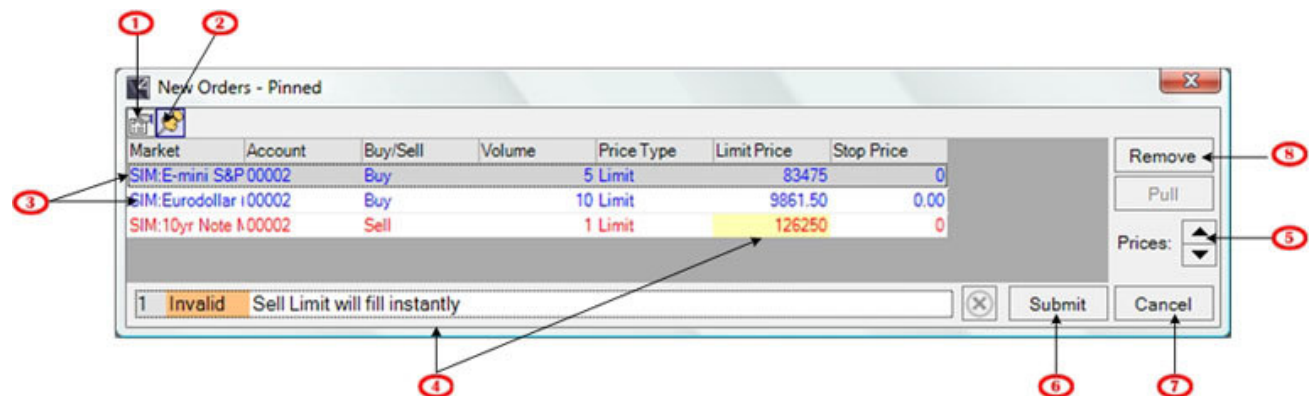 1 2
New Orders - Pinned
Market Account Buy/Sell Volume Price Type Limit Price Stop Price
SIM:E-mini S&P 00002 Buy 5 Limit 83475 0
SIM:Eurodollar 00002 Buy 10 Limit 9861.50 0.00
SIM:10yr Note 00002 Sell 1 Limit 126250 0
Remove 8
Pull
3
Prices: 5
1 Invalid Sell Limit will fill instantly
Submit Cancel
4 6 7